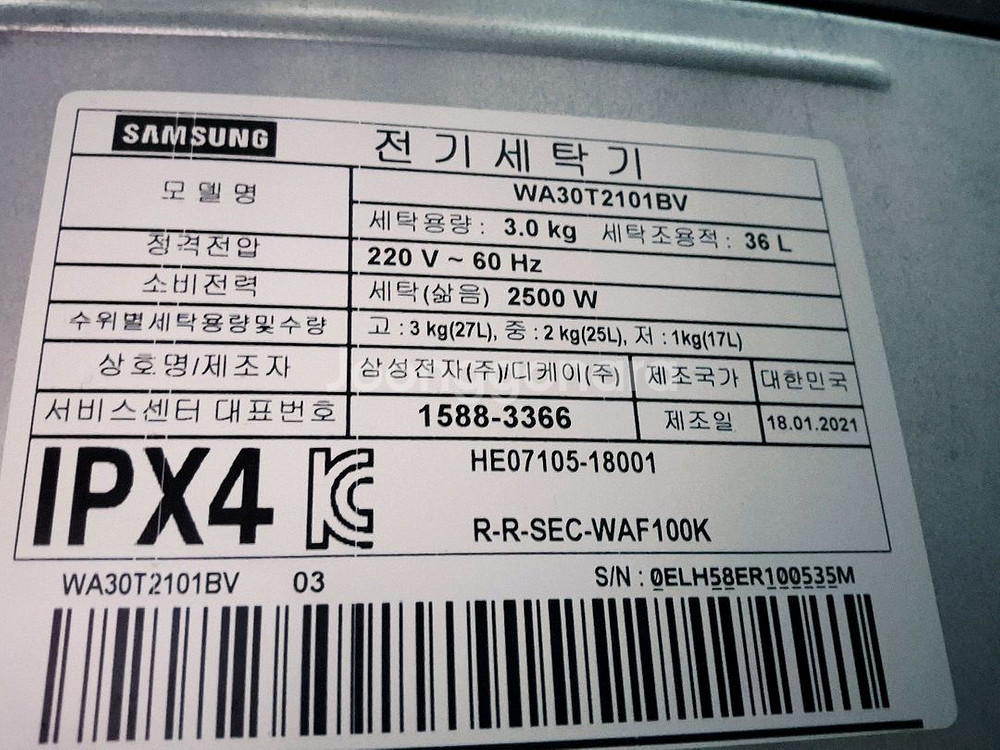 SAMSUNG 전기세탁기
모델명 WA30T2101BV
세탁용량 : 3.0 kg 세탁조용적 : 36 L
정격전압 220 V ~ 60 Hz
소비전력 세탁(삶음) 2500 W
수위별세탁용량및수량 고 : 3 kg(27L), 중 : 2 kg(25L), 저 : 1kg(17L)
상호명/제조자 삼성전자(주)/디케이(주) 제조국가 대한민국
서비스센터 대표번호 1588-3366 제조일 18.01.2021
IPX4 HE07105-18001
R-R-SEC-WAF100K
WA30T2101BV 03 S/N : 0ELH58ER100535M